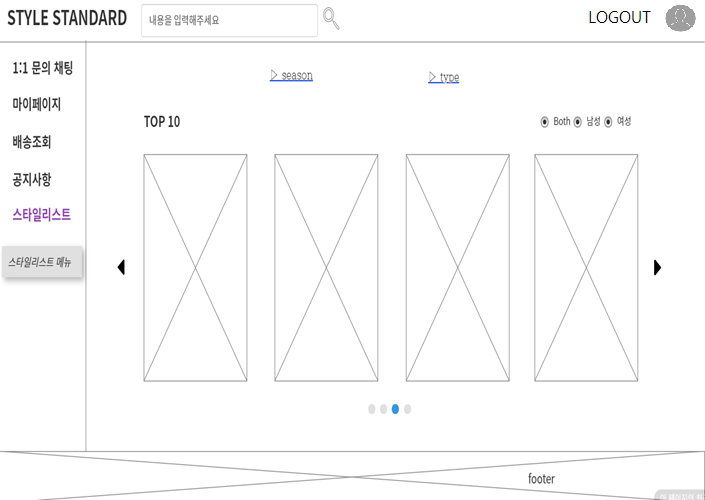 STYLE STANDARD
내용을 입력해주세요
LOGOUT
1:1 문의 채팅
마이페이지
배송조회
공지사항
스타일리스트
스타일리스트 메뉴
▷ season
▷ type
TOP 10
Both 남성 여성
footer